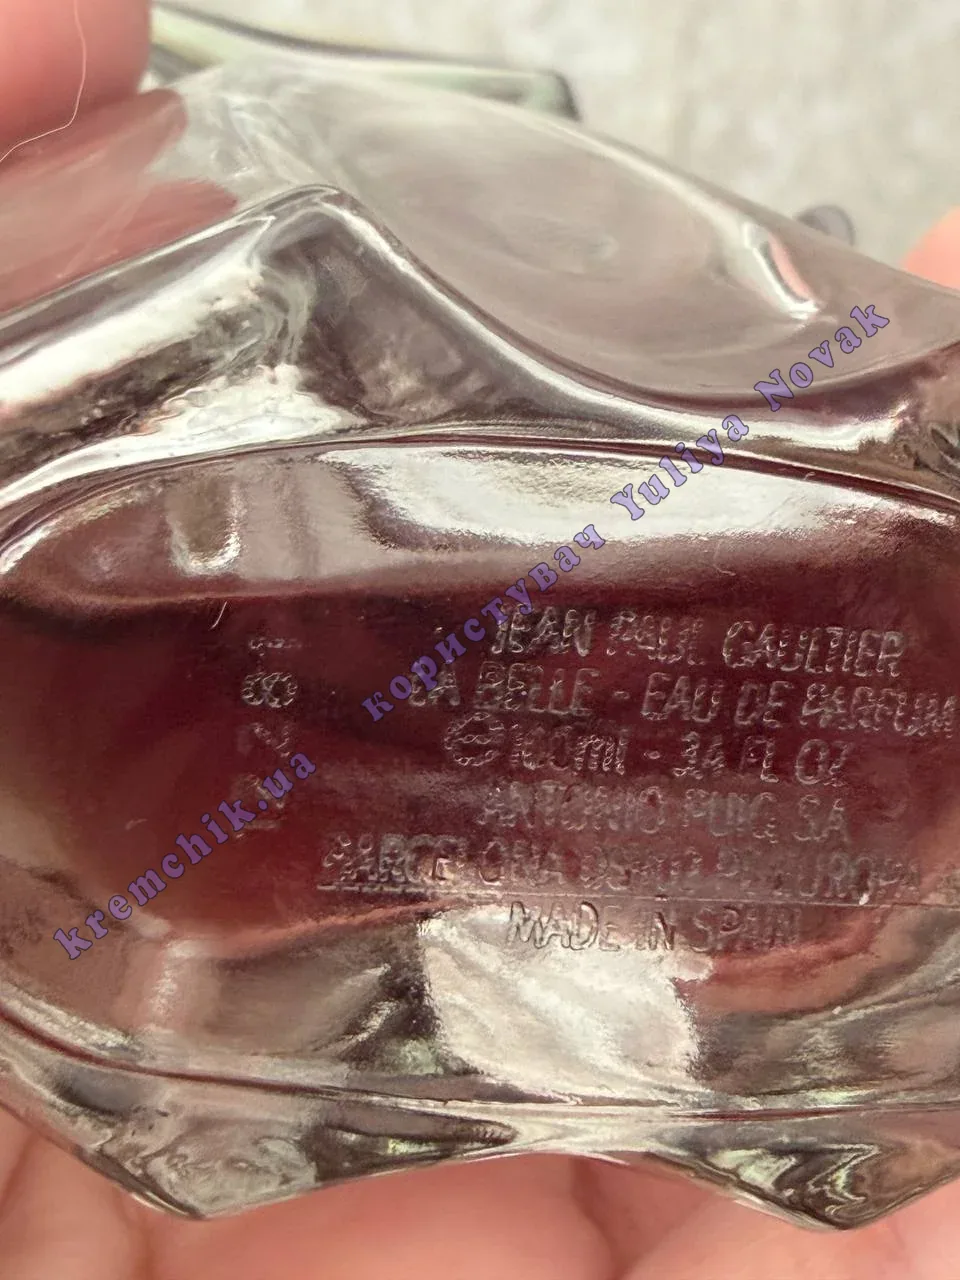 JEAN PAUL GAULTIER
LA BELLE - EAU DE PARFUM
100ml - 3.4 FL OZ
ANTONIO PUIG, SA
BARCELONA
MADE IN SPAIN
kremchik.ua користувач Yuliya Novak